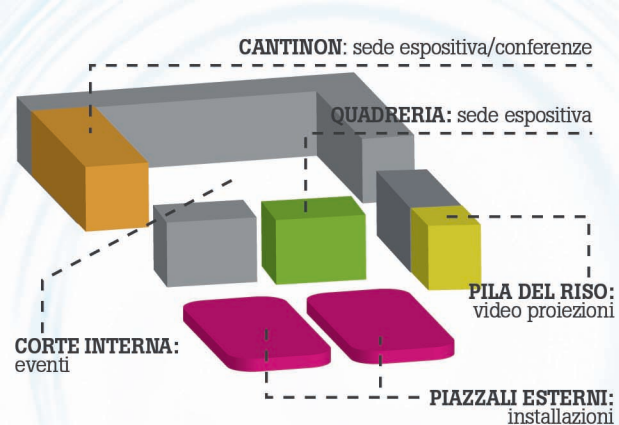 CANTINON: sede espositiva/conferenze
QUADRERIA: sede espositiva
PILA DEL RISO:
video proiezioni
CORTE INTERNA:
eventi
PIAZZALI ESTERNI:
installazioni